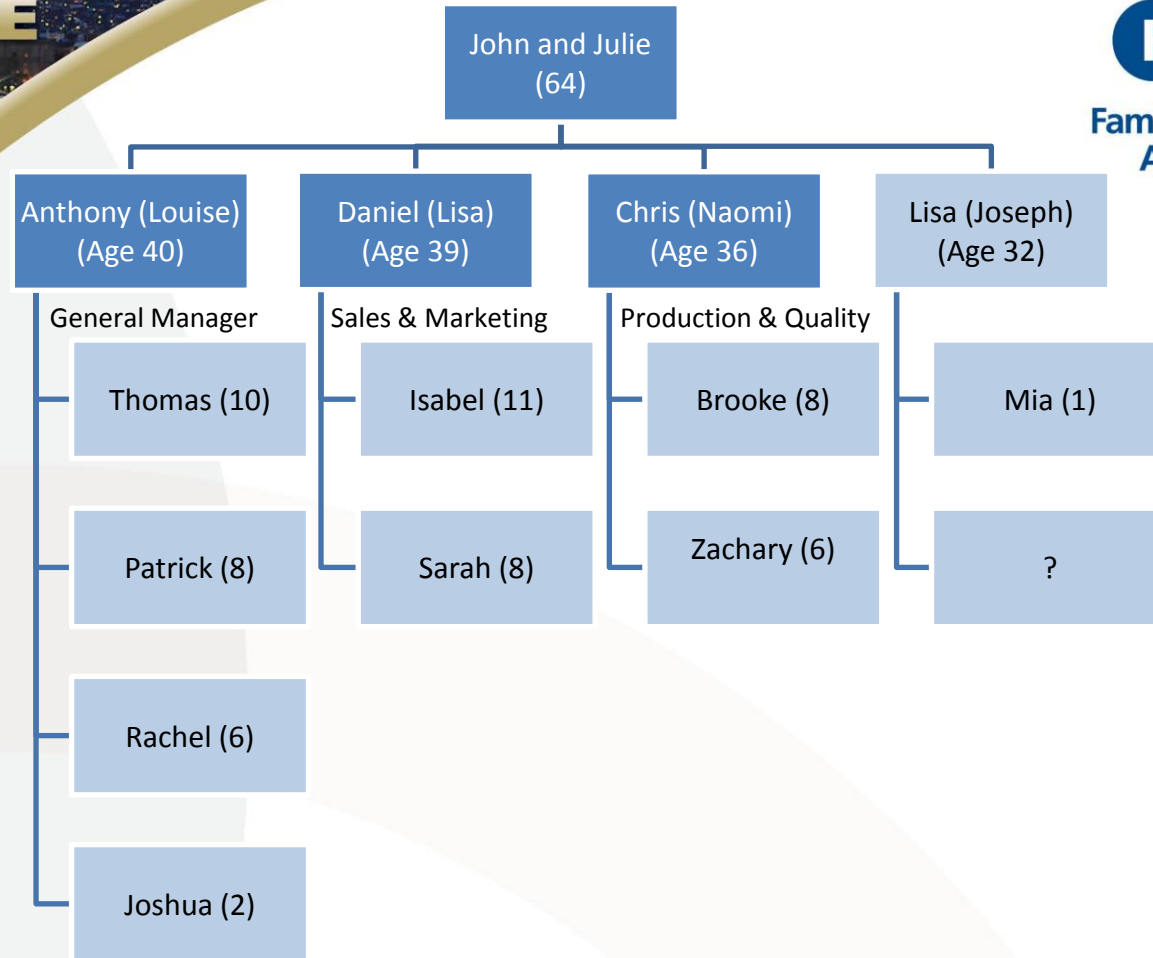 E
John and Julie
(64)
Fam
A
Anthony (Louise)
(Age 40)
Daniel (Lisa)
(Age 39)
Chris (Naomi)
(Age 36)
Lisa (Joseph)
(Age 32)
General Manager
Sales & Marketing
Production & Quality
Thomas (10)
Isabel (11)
Brooke (8)
Mia (1)
Patrick (8)
Sarah (8)
Zachary (6)
?
Rachel (6)
Joshua (2)